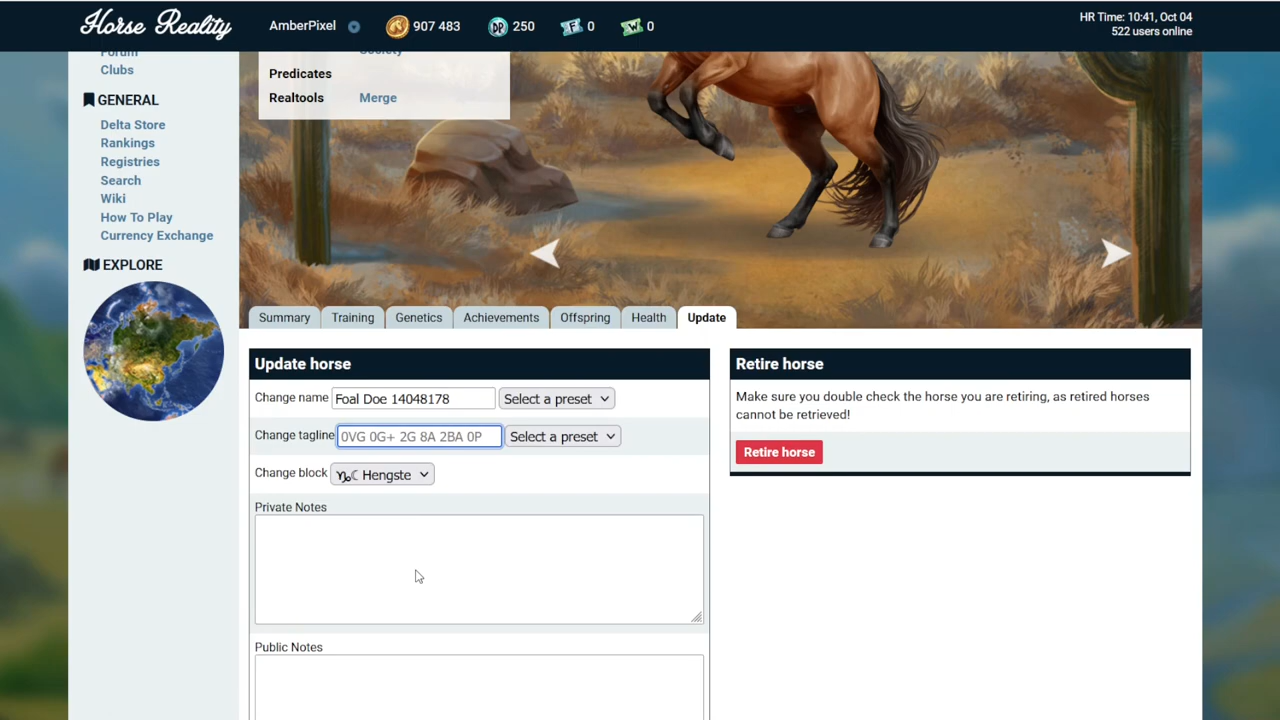 Horse Reality
AmberPixel
907 483
DP 250
F 0
W 0
HR Time: 10:41, Oct 04
522 users online
Forum
Clubs
GENERAL
Delta Store
Rankings
Registries
Search
Wiki
How To Play
Currency Exchange
EXPLORE
Society
Predicates
Realtools Merge
Summary Training Genetics Achievements Offspring Health Update
Update horse
Change name Foal Doe 14048178 Select a preset
Change tagline 0VG 0G+ 2G 8A 2BA 0P Select a preset
Change block ♑☾ Hengste
Private Notes
Public Notes
Retire horse
Make sure you double check the horse you are retiring, as retired horses
cannot be retrieved!
Retire horse